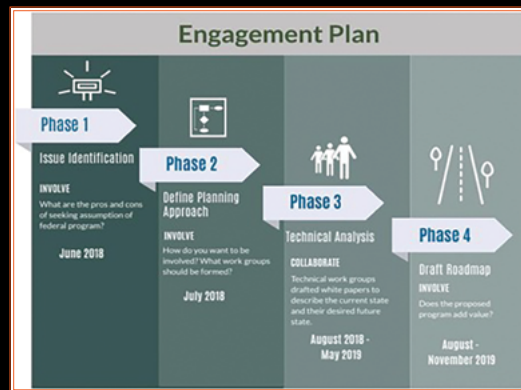 Engagement Plan
Phase 1
Issue Identification
INVOLVE
What are the pros and cons
of seeking assumption of
federal program?
June 2018
Phase 2
Define Planning
Approach
INVOLVE
How do you want to be
involved? What work groups
should be formed?
July 2018
Phase 3
Technical Analysis
COLLABORATE
Technical work groups
drafted white papers to
describe the current state
and their desired future
state.
August 2018 -
May 2019
Phase 4
Draft Roadmap
INVOLVE
Does the proposed
program add value?
August -
November 2019